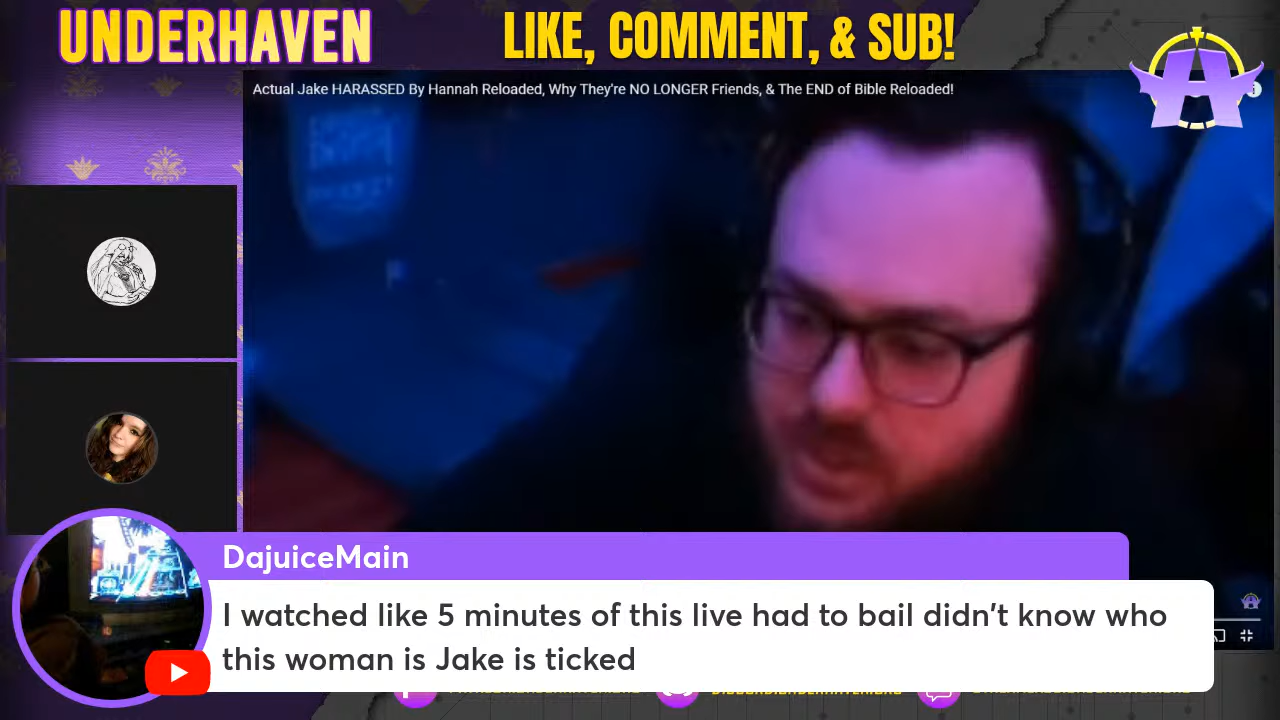 UNDERHAVEN
LIKE, COMMENT, & SUB!
Actual Jake HARASSED By Hannah Reloaded, Why They're NO LONGER Friends, & The END of Bible Reloaded!
DajuiceMain
I watched like 5 minutes of this live had to bail didn't know who
this woman is Jake is ticked